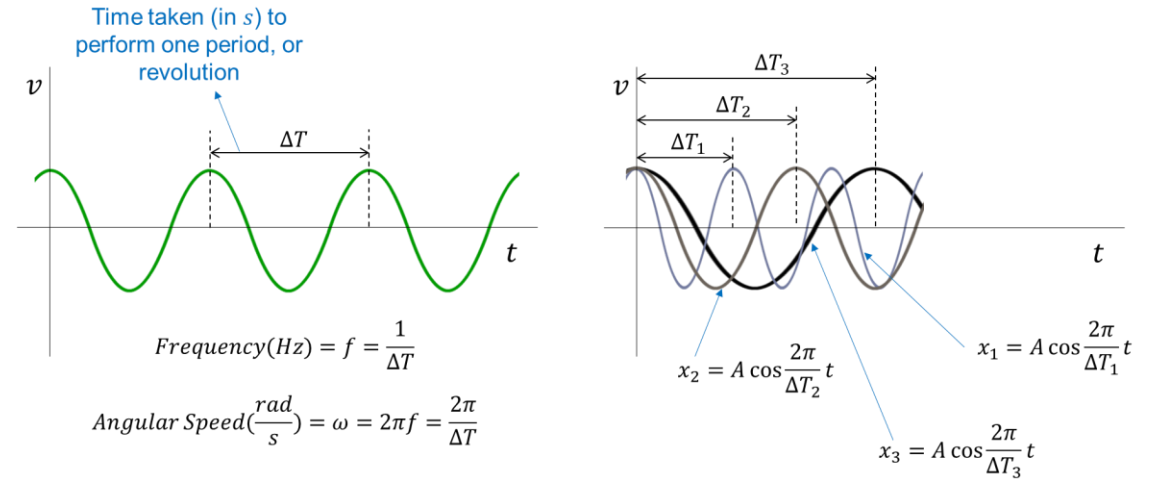 Time taken (in s) to
perform one period, or
revolution
v
ΔT
t
Frequency(Hz) = f = 1/ΔT
Angular Speed(rad/s) = ω = 2πf = 2π/ΔT
ΔT₃
v
ΔT₂
ΔT₁
t
x₁ = A cos 2π/ΔT₁ t
x₂ = A cos 2π/ΔT₂ t
x₃ = A cos 2π/ΔT₃ t